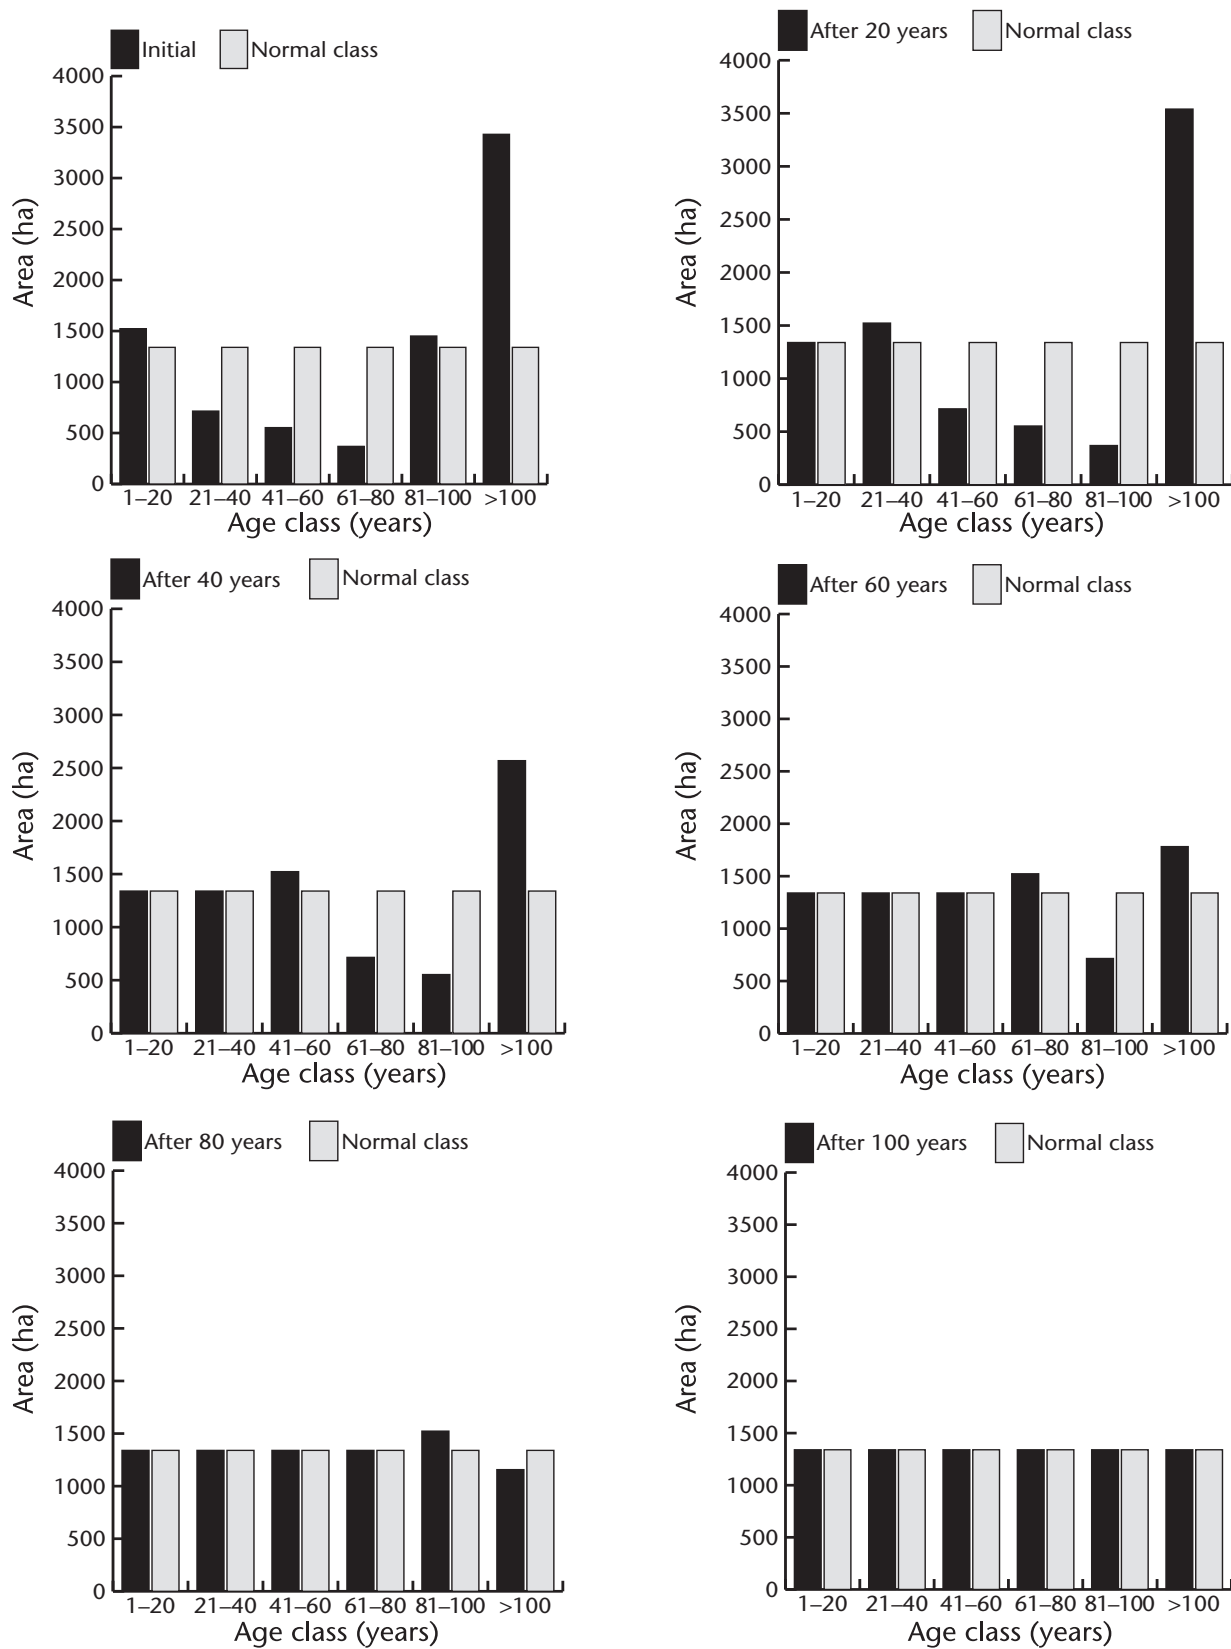 Initial Normal class
4000
3500
3000
2500
2000
1500
1000
500
0
Area (ha)
1–20 21–40 41–60 61–80 81–100 >100
Age class (years)
After 20 years Normal class
4000
3500
3000
2500
2000
1500
1000
500
0
Area (ha)
1–20 21–40 41–60 61–80 81–100 >100
Age class (years)
After 40 years Normal class
4000
3500
3000
2500
2000
1500
1000
500
0
Area (ha)
1–20 21–40 41–60 61–80 81–100 >100
Age class (years)
After 60 years Normal class
4000
3500
3000
2500
2000
1500
1000
500
0
Area (ha)
1–20 21–40 41–60 61–80 81–100 >100
Age class (years)
After 80 years Normal class
4000
3500
3000
2500
2000
1500
1000
500
0
Area (ha)
1–20 21–40 41–60 61–80 81–100 >100
Age class (years)
After 100 years Normal class
4000
3500
3000
2500
2000
1500
1000
500
0
Area (ha)
1–20 21–40 41–60 61–80 81–100 >100
Age class (years)